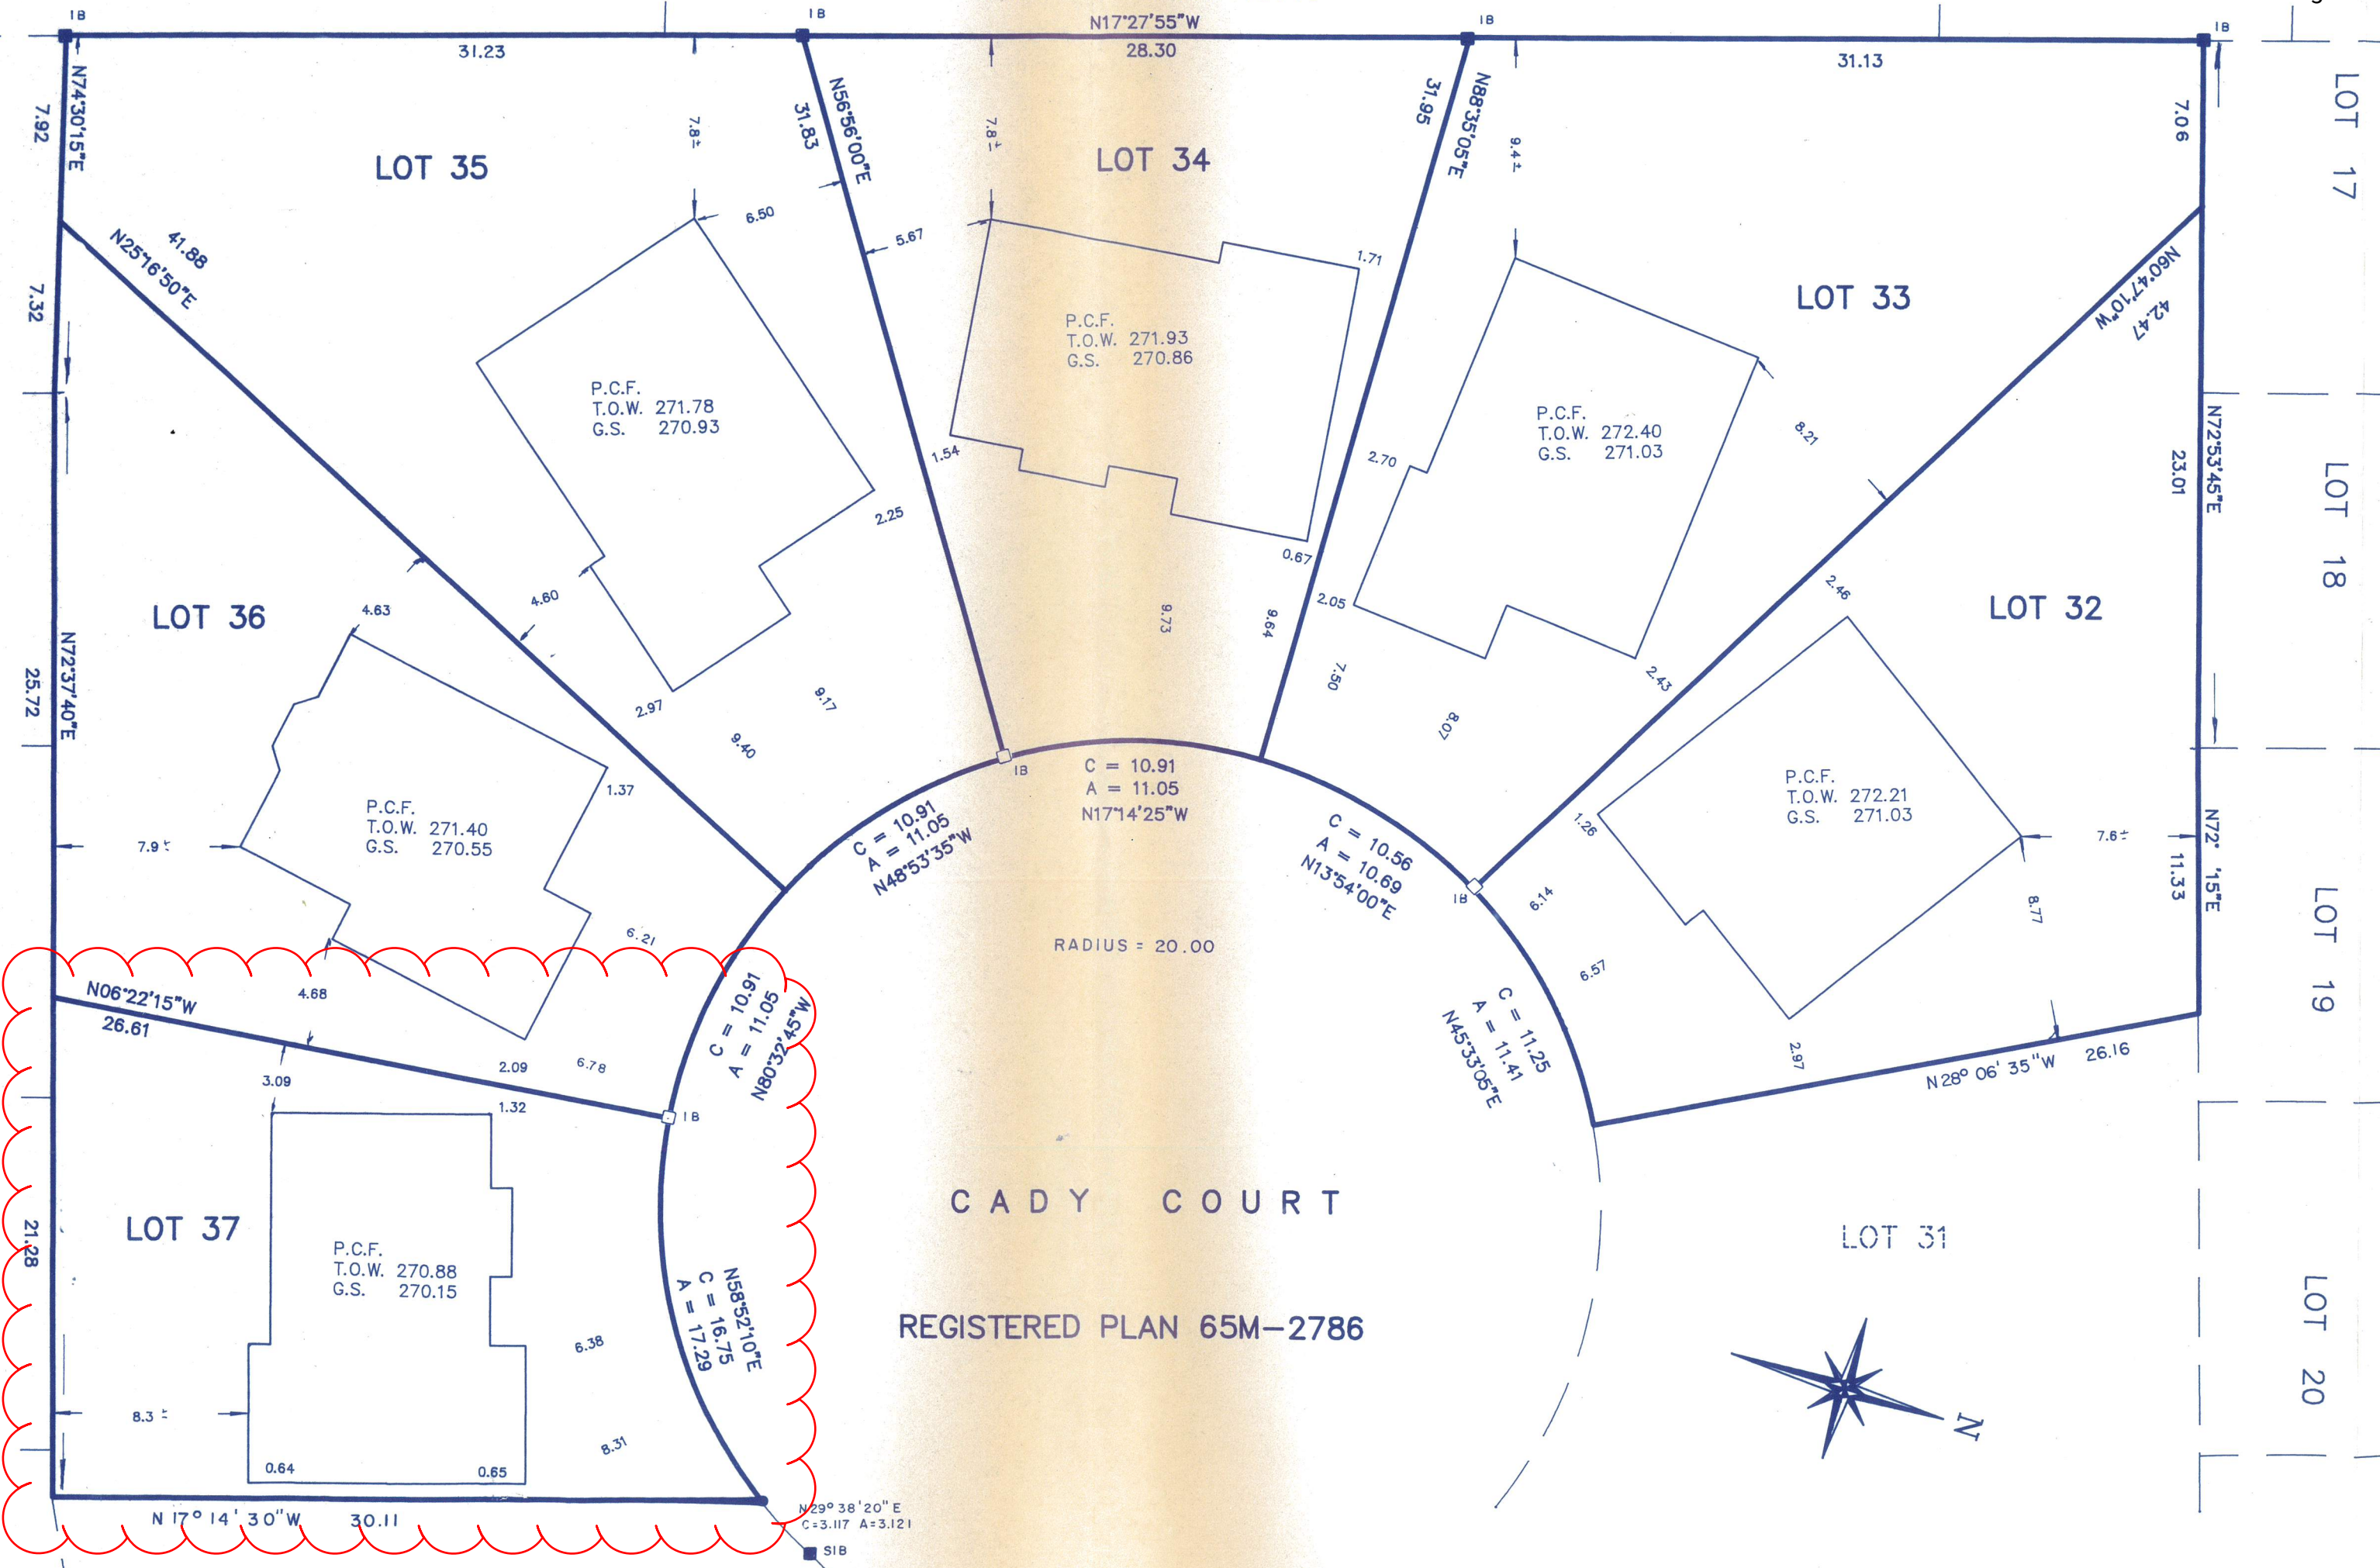 IB
IB
N17°27'55"W
IB
IB
31.23
28.30
31.13
N74°30'15"E
7.92
N56°56'00"E
31.83
N88°35'05"E
31.95
7.06
LOT 17
7.8±
7.8±
9.4±
LOT 35
LOT 34
LOT 33
6.50
5.67
1.71
41.88
N25°16'50"E
N60°47'10"W
42.47
7.32
P.C.F.
T.O.W. 271.93
G.S. 270.86
P.C.F.
T.O.W. 271.78
G.S. 270.93
P.C.F.
T.O.W. 272.40
G.S. 271.03
8.21
N72°53'45"E
23.01
LOT 18
1.54
2.70
2.25
0.67
2.05
4.60
4.63
2.46
LOT 36
LOT 32
9.73
9.64
7.50
8.07
2.43
N72°37'40"E
25.72
2.97
9.17
9.40
IB
C = 10.91
A = 11.05
N17°14'25"W
1.37
P.C.F.
T.O.W. 271.40
G.S. 270.55
7.9±
C = 10.91
A = 11.05
N48°53'35"W
C = 10.56
A = 10.69
N13°54'00"E
1.26
P.C.F.
T.O.W. 272.21
G.S. 271.03
7.6±
N72° '15"E
11.33
LOT 19
IB
6.14
8.77
6.21
RADIUS = 20.00
6.57
4.68
N06°22'15"W
26.61
C = 10.91
A = 11.05
N80°32'45"W
C = 11.25
A = 11.41
N45°33'05"E
2.97
N28°06'35"W 26.16
3.09
2.09
6.78
1.32
IB
CADY COURT
LOT 31
LOT 37
21.28
P.C.F.
T.O.W. 270.88
G.S. 270.15
N58°52'10"E
C = 16.75
A = 17.29
REGISTERED PLAN 65M-2786
LOT 20
6.38
8.3±
8.31
N
0.64
0.65
N17°14'30"W 30.11
N29°38'20"E
C=3.117 A=3.121
SIB